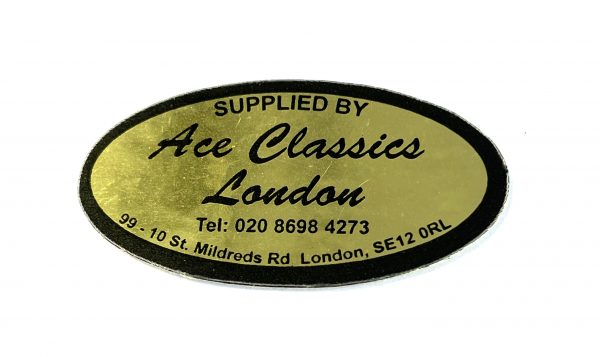 SUPPLIED BY
Ace Classics
London
Tel: 020 8698 4273
99 - 10 St. Mildreds Rd London, SE12 0RL